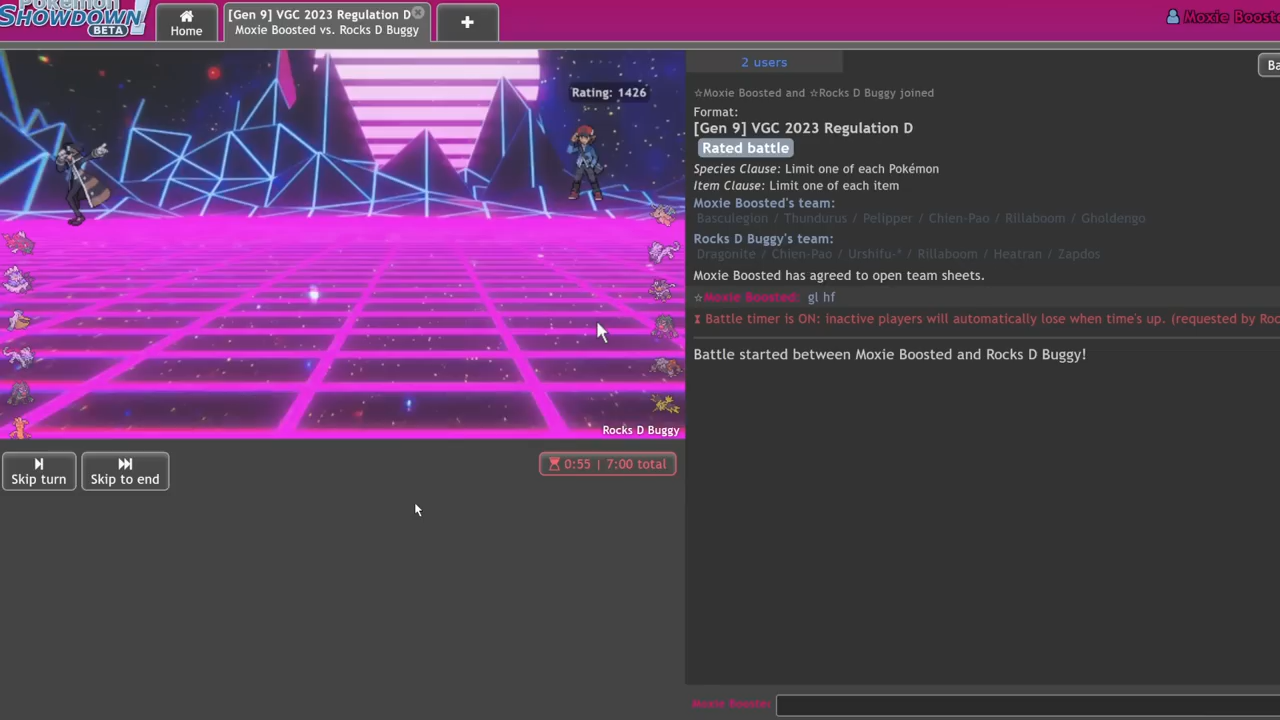 Pokémon
SHOWDOWN!
BETA
Home
[Gen 9] VGC 2023 Regulation D
Moxie Boosted vs. Rocks D Buggy
+
Rating: 1426
Rocks D Buggy
Skip turn
Skip to end
0:55 | 7:00 total
2 users
☆Moxie Boosted and ☆Rocks D Buggy joined
Format:
[Gen 9] VGC 2023 Regulation D
Rated battle
Species Clause: Limit one of each Pokémon
Item Clause: Limit one of each item
Moxie Boosted's team:
Basculegion / Thundurus / Pelipper / Chien-Pao / Rillaboom / Gholdengo
Rocks D Buggy's team:
Dragonite / Chien-Pao / Urshifu-* / Rillaboom / Heatran / Zapdos
Moxie Boosted has agreed to open team sheets.
☆Moxie Boosted: gl hf
Battle timer is ON: inactive players will automatically lose when time's up. (requested by Roc
Battle started between Moxie Boosted and Rocks D Buggy!
Moxie Booste
Ba
Moxie Booster